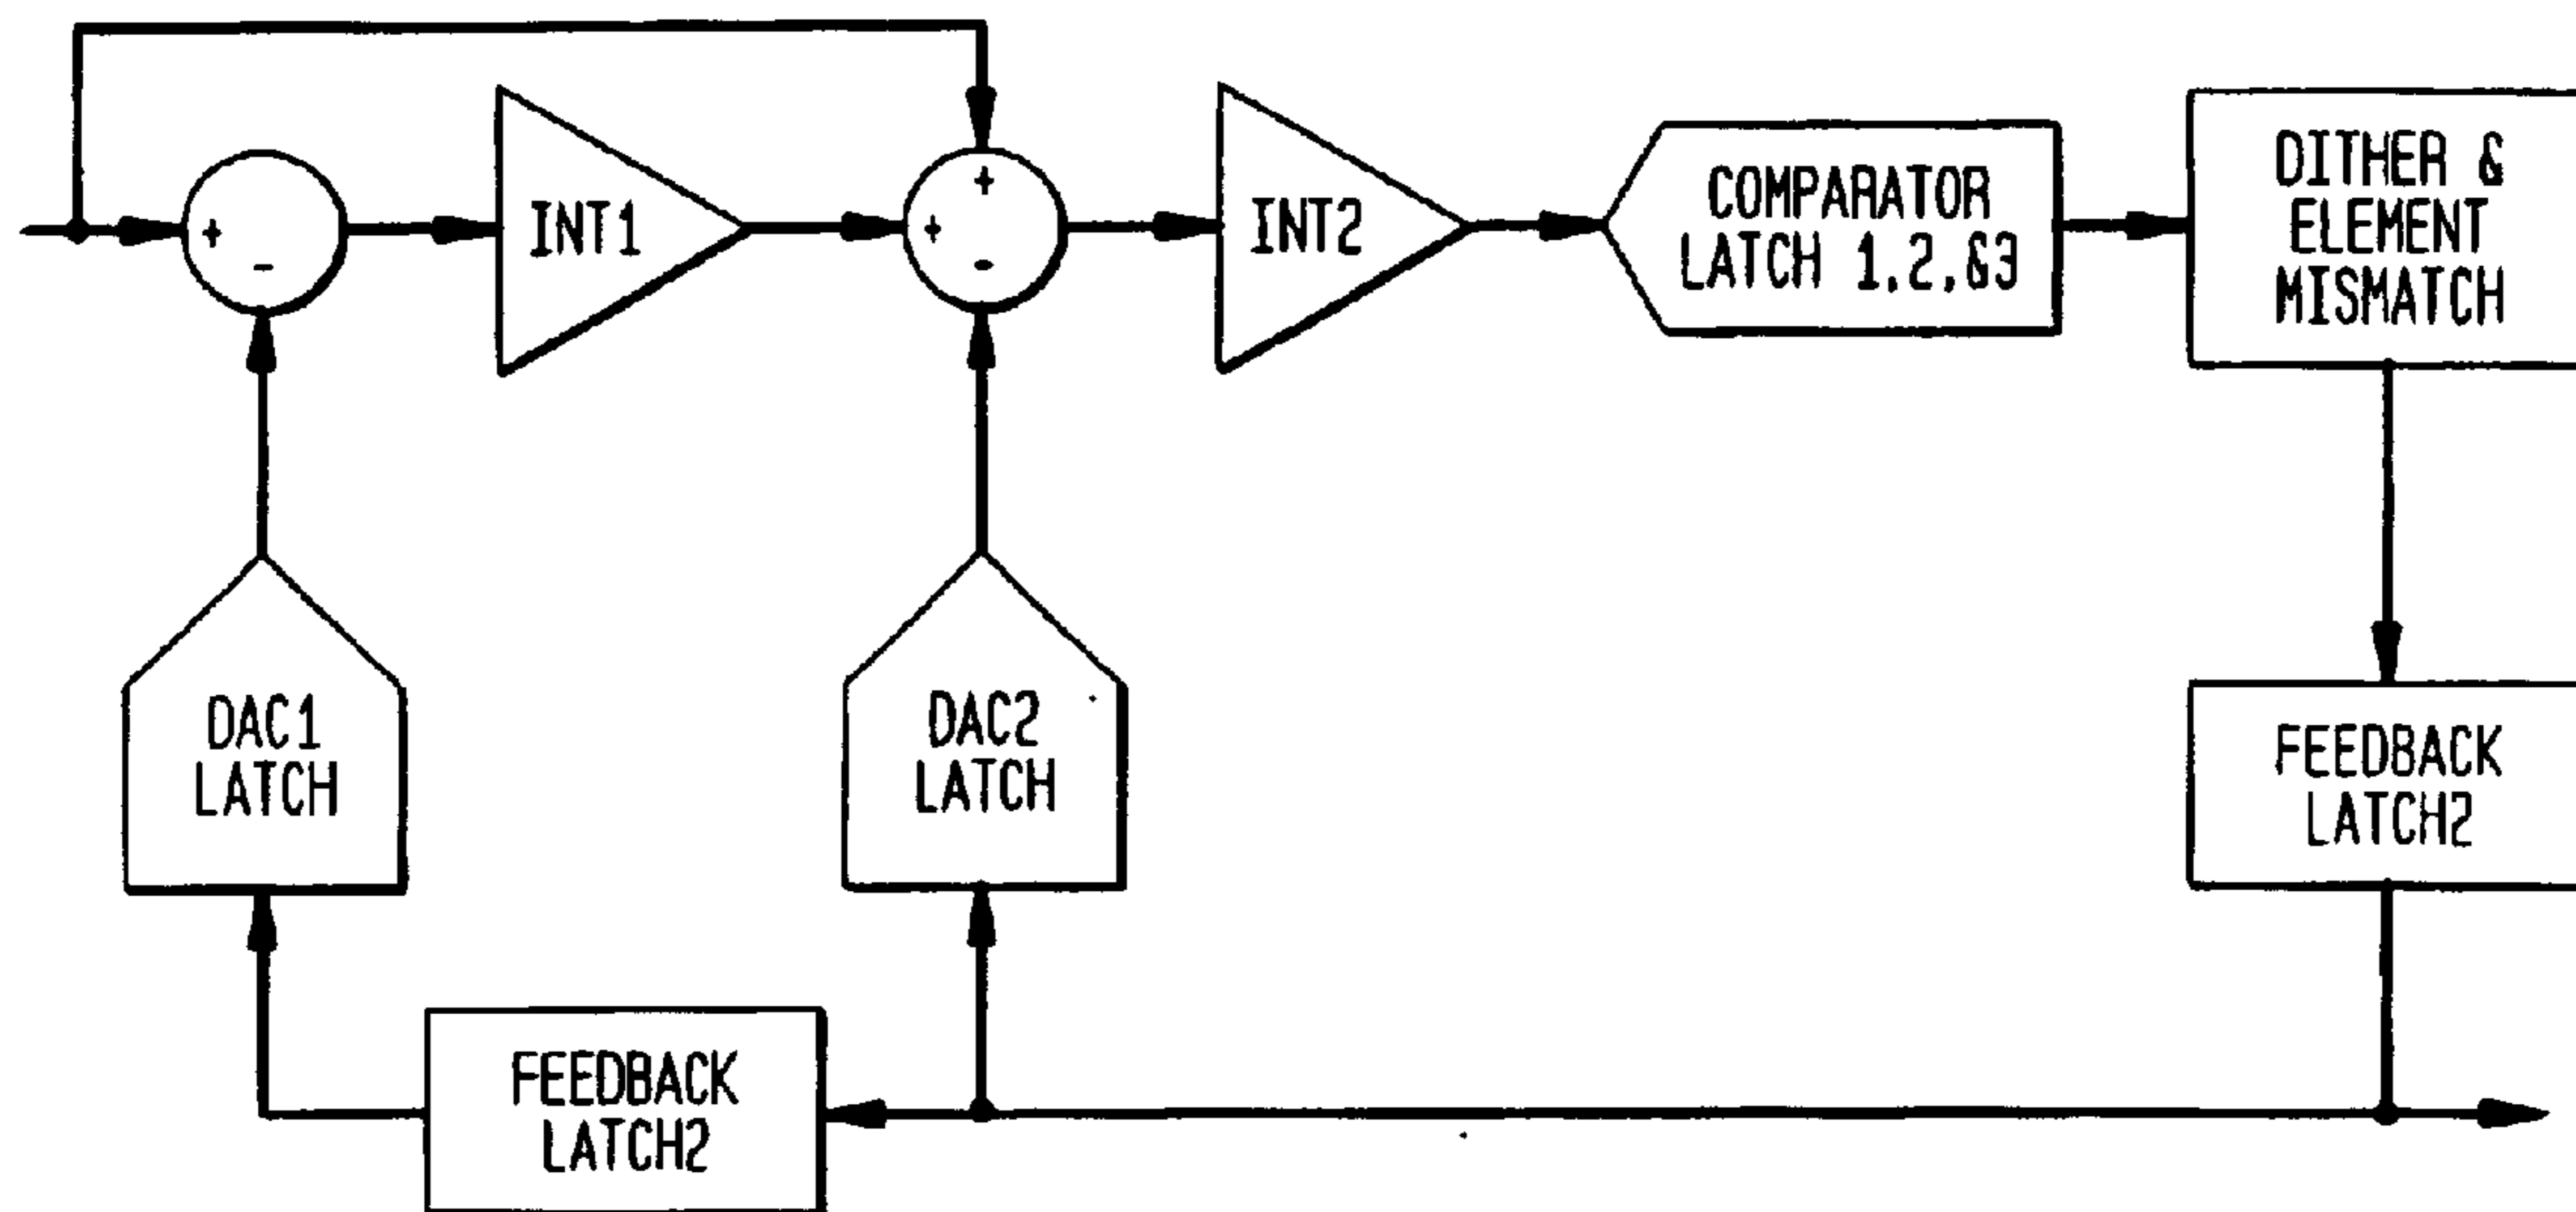 +
-
INT1
+
+
-
INT2
COMPARATOR
LATCH 1,2,&3
DITHER &
ELEMENT
MISMATCH
DAC1
LATCH
DAC2
LATCH
FEEDBACK
LATCH2
FEEDBACK
LATCH2